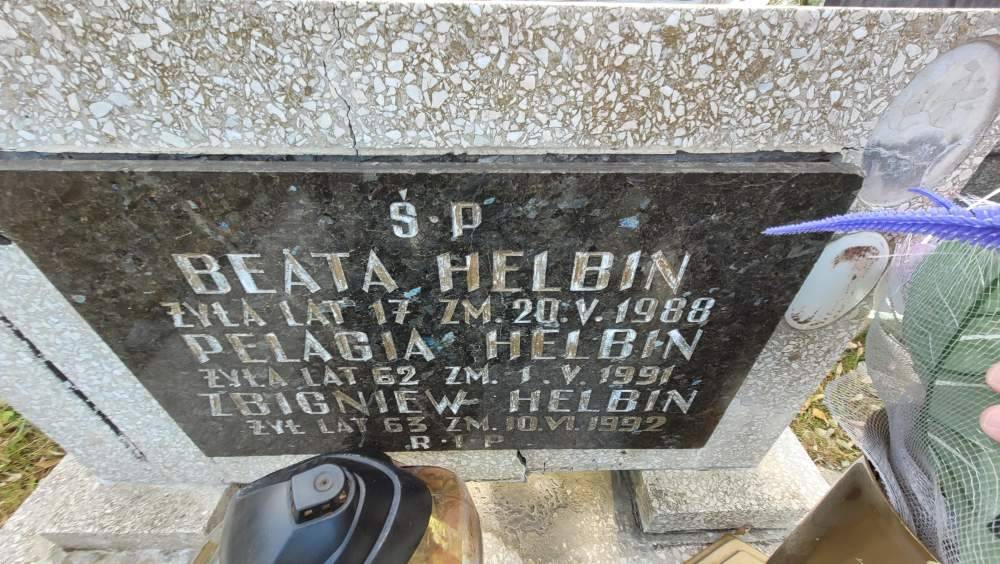 Ś·P
BEATA HELBIN
ŻYŁA LAT 17 ZM. 20.V.1988
PELAGIA HELBIN
ŻYŁA LAT 62 ZM. 1.V.1991
ZBIGNIEW HELBIN
ŻYŁ LAT 63 ZM. 10.VI.1992
R·I·P